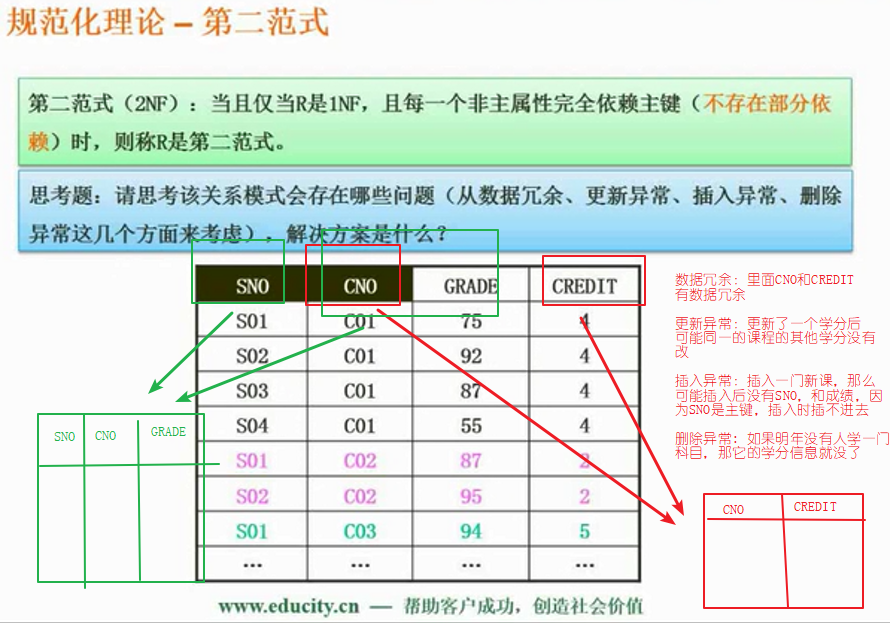 规范化理论 – 第二范式
第二范式（2NF）：当且仅当R是1NF，且每一个非主属性完全依赖主键（不存在部分依
赖）时，则称R是第二范式。
思考题：请思考该关系模式会存在哪些问题（从数据冗余、更新异常、插入异常、删除
异常这几个方面来考虑），解决方案是什么？
SNO CNO GRADE CREDIT
S01 C01 75 4
S02 C01 92 4
S03 C01 87 4
S04 C01 55 4
S01 C02 87 2
S02 C02 95 2
S01 C03 94 5
… … … …
数据冗余：里面CNO和CREDIT
有数据冗余
更新异常：更新了一个学分后
可能同一的课程的其他学分没有
改
插入异常：插入一门新课，那么
可能插入后没有SNO，和成绩，因
为SNO是主键，插入时插不进去
删除异常：如果明年没有人学一门
科目，那它的学分信息就没了
SNO CNO GRADE
CNO CREDIT
www.educity.cn — 帮助客户成功，创造社会价值